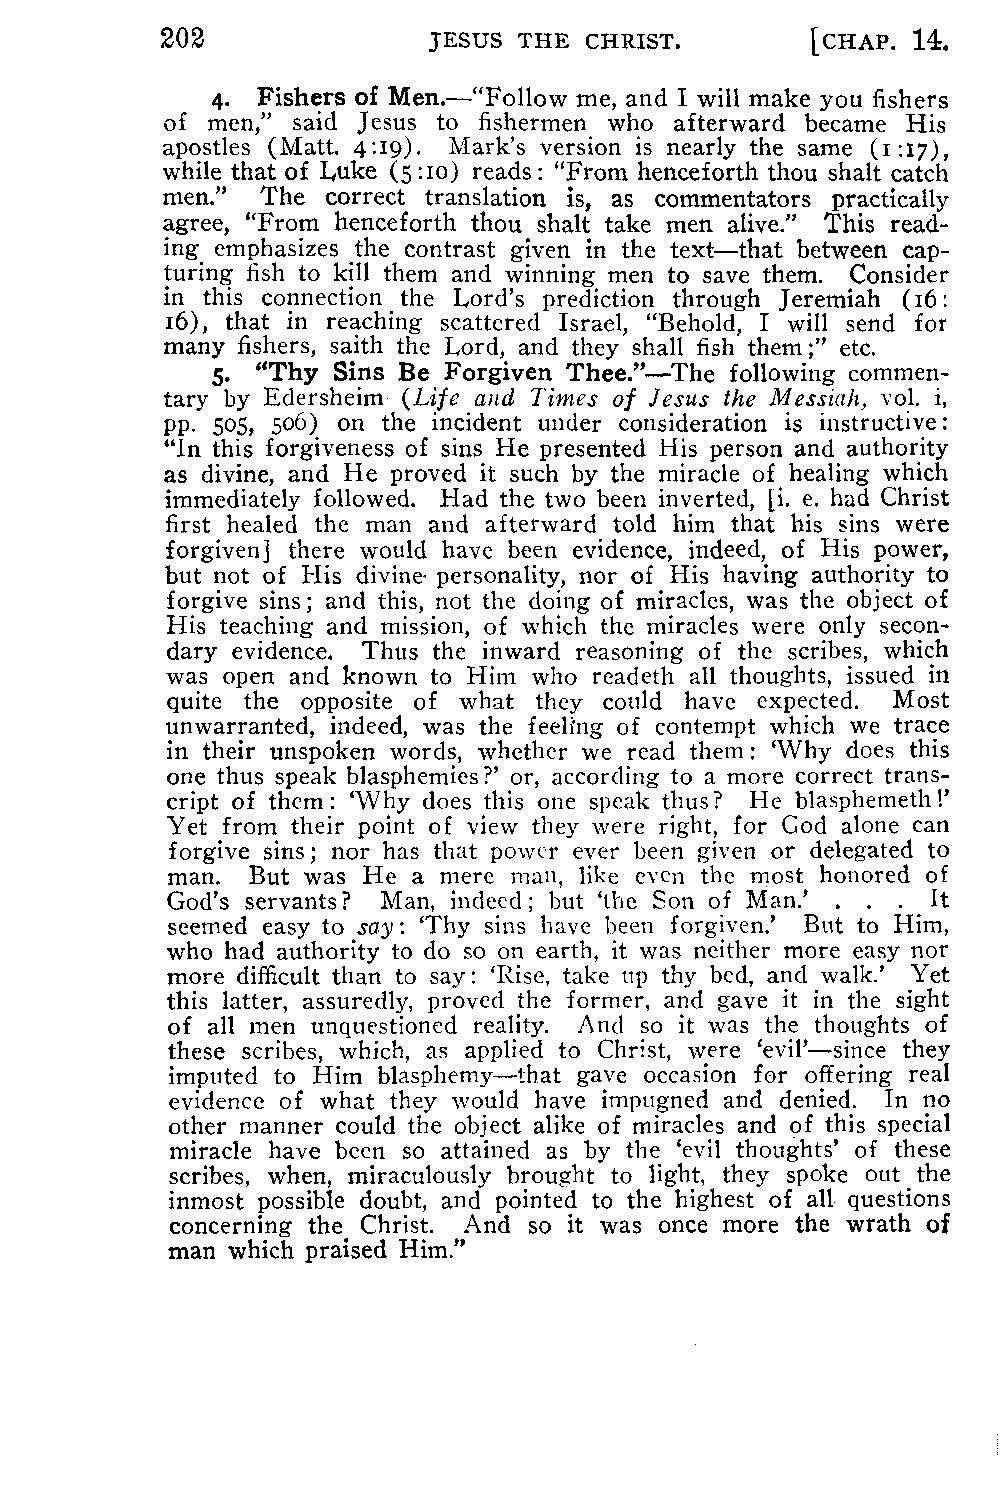 202 JESUS THE CHRIST. [CHAP. 14.
4. Fishers of Men.—“Follow me, and I will make you fishers
of men,” said Jesus to fishermen who afterward became His
apostles (Matt. 4:19). Mark's version is nearly the same (1:17),
while that of Luke (5:10) reads: “From henceforth thou shalt catch
men.” The correct translation is, as commentators practically
agree, “From henceforth thou shalt take men alive.” This read-
ing emphasizes the contrast given in the text—that between cap-
turing fish to kill them and winning men to save them. Consider
in this connection the Lord's prediction through Jeremiah (16:
16), that in reaching scattered Israel, “Behold, I will send for
many fishers, saith the Lord, and they shall fish them;” etc.
5. “Thy Sins Be Forgiven Thee.”—The following commen-
tary by Edersheim (Life and Times of Jesus the Messiah, vol. i,
pp. 505, 506) on the incident under consideration is instructive:
“In this forgiveness of sins He presented His person and authority
as divine, and He proved it such by the miracle of healing which
immediately followed. Had the two been inverted, [i. e. had Christ
first healed the man and afterward told him that his sins were
forgiven] there would have been evidence, indeed, of His power,
but not of His divine personality, nor of His having authority to
forgive sins; and this, not the doing of miracles, was the object of
His teaching and mission, of which the miracles were only secon-
dary evidence. Thus the inward reasoning of the scribes, which
was open and known to Him who readeth all thoughts, issued in
quite the opposite of what they could have expected. Most
unwarranted, indeed, was the feeling of contempt which we trace
in their unspoken words, whether we read them: ‘Why does this
one thus speak blasphemies?’ or, according to a more correct trans-
cript of them: ‘Why does this one speak thus? He blasphemeth!’
Yet from their point of view they were right, for God alone can
forgive sins; nor has that power ever been given or delegated to
man. But was He a mere man, like even the most honored of
God's servants? Man, indeed; but ‘the Son of Man.’ . . . It
seemed easy to say: ‘Thy sins have been forgiven.’ But to Him,
who had authority to do so on earth, it was neither more easy nor
more difficult than to say: ‘Rise, take up thy bed, and walk.’ Yet
this latter, assuredly, proved the former, and gave it in the sight
of all men unquestioned reality. And so it was the thoughts of
these scribes, which, as applied to Christ, were ‘evil’—since they
imputed to Him blasphemy—that gave occasion for offering real
evidence of what they would have impugned and denied. In no
other manner could the object alike of miracles and of this special
miracle have been so attained as by the ‘evil thoughts’ of these
scribes, when, miraculously brought to light, they spoke out the
inmost possible doubt, and pointed to the highest of all questions
concerning the Christ. And so it was once more the wrath of
man which praised Him.”